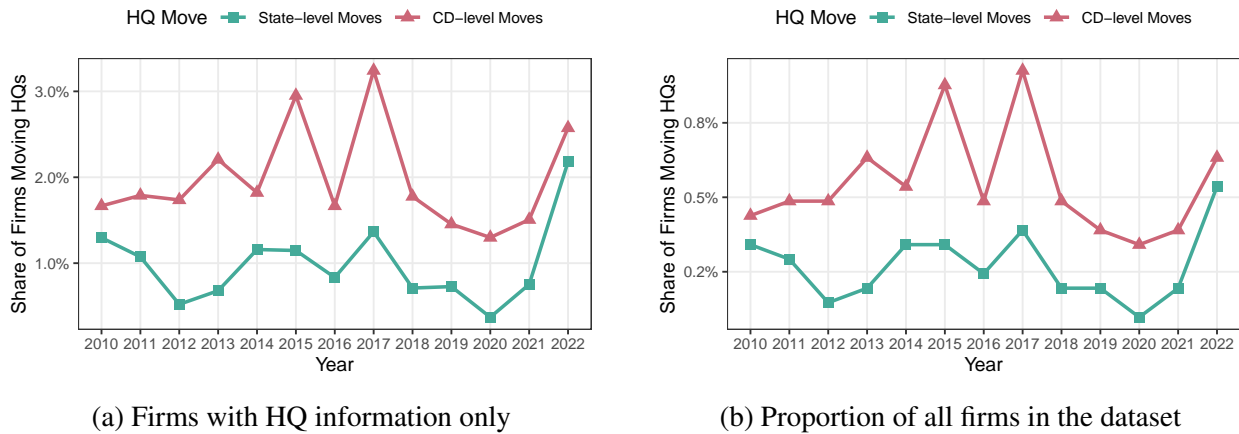 HQ Move State-level Moves CD-level Moves
Share of Firms Moving HQs
3.0%
2.0%
1.0%
2010 2011 2012 2013 2014 2015 2016 2017 2018 2019 2020 2021 2022
Year
(a) Firms with HQ information only
HQ Move State-level Moves CD-level Moves
Share of Firms Moving HQs
0.8%
0.5%
0.2%
2010 2011 2012 2013 2014 2015 2016 2017 2018 2019 2020 2021 2022
Year
(b) Proportion of all firms in the dataset